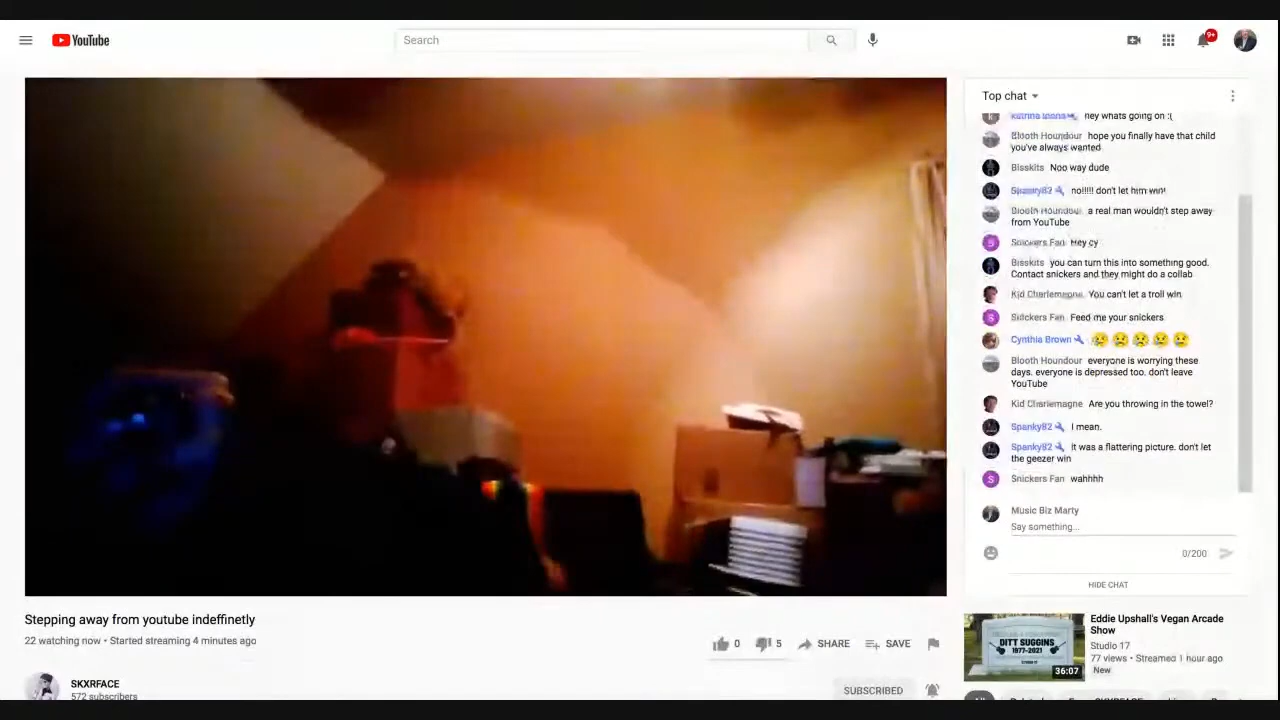 YouTube
Search
9+
Top chat
hey whats going on :(
Blooth Houndour hope you finally have that child
you've always wanted
Bisskits Noo way dude
Spanky82 no!!!!! don't let him win!
Blooth Houndour a real man wouldn't step away
from YouTube
Snickers Fan Hey cy
Bisskits you can turn this into something good.
Contact snickers and they might do a collab
Kid Charlemagne You can't let a troll win
Snickers Fan Feed me your snickers
Cynthia Brown
Blooth Houndour everyone is worrying these
days. everyone is depressed too. don't leave
YouTube
Kid Charlemagne Are you throwing in the towel?
Spanky82 I mean.
Spanky82 It was a flattering picture. don't let
the geezer win
Snickers Fan wahhhh
Music Biz Marty
Say something...
0/200
HIDE CHAT
Stepping away from youtube indeffinetly
22 watching now • Started streaming 4 minutes ago
0 5 SHARE SAVE
SKXRFACE
572 subscribers
SUBSCRIBED
DITT SUGGINS
1977-2021
36:07
Eddie Upshall's Vegan Arcade
Show
Studio 17
77 views • Streamed 1 hour ago
New
All